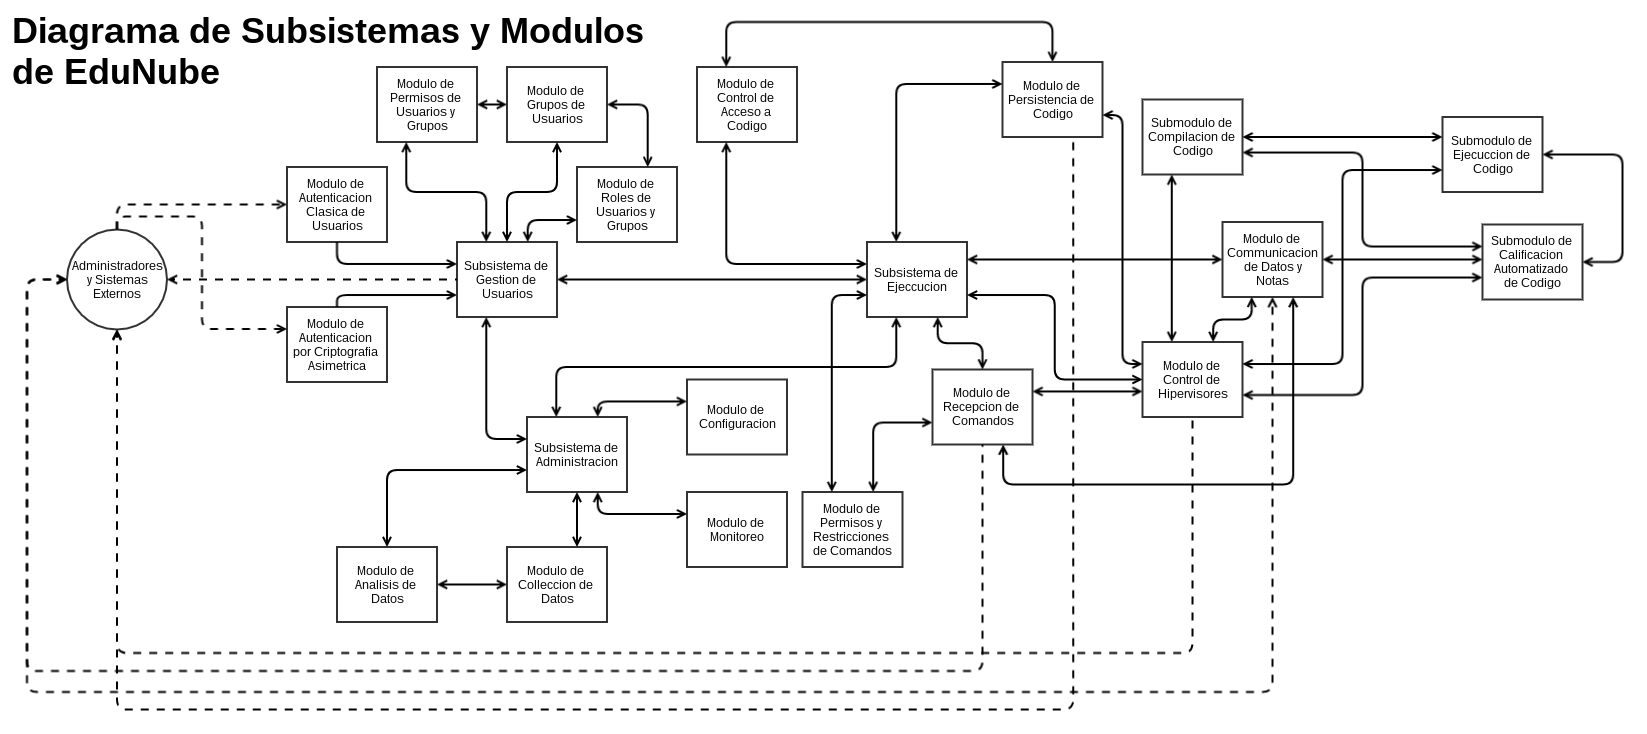 Diagrama de Subsistemas y Modulos
de EduNube
Modulo de
Permisos de
Usuarios y
Grupos
Modulo de
Grupos de
Usuarios
Modulo de
Control de
Acceso a
Codigo
Modulo de
Persistencia de
Codigo
Submodulo de
Compilacion de
Codigo
Submodulo de
Ejecuccion de
Codigo
Modulo de
Autenticacion
Clasica de
Usuarios
Modulo de
Roles de
Usuarios y
Grupos
Administradores
y Sistemas
Externos
Subsistema de
Gestion de
Usuarios
Subsistema de
Ejeccucion
Modulo de
Communicacion
de Datos y
Notas
Submodulo de
Calificacion
Automatizado
de Codigo
Modulo de
Autenticacion
por Criptografia
Asimetrica
Modulo de
Control de
Hipervisores
Modulo de
Configuracion
Modulo de
Recepcion de
Comandos
Subsistema de
Administracion
Modulo de
Monitoreo
Modulo de
Permisos y
Restricciones
de Comandos
Modulo de
Analisis de
Datos
Modulo de
Colleccion de
Datos